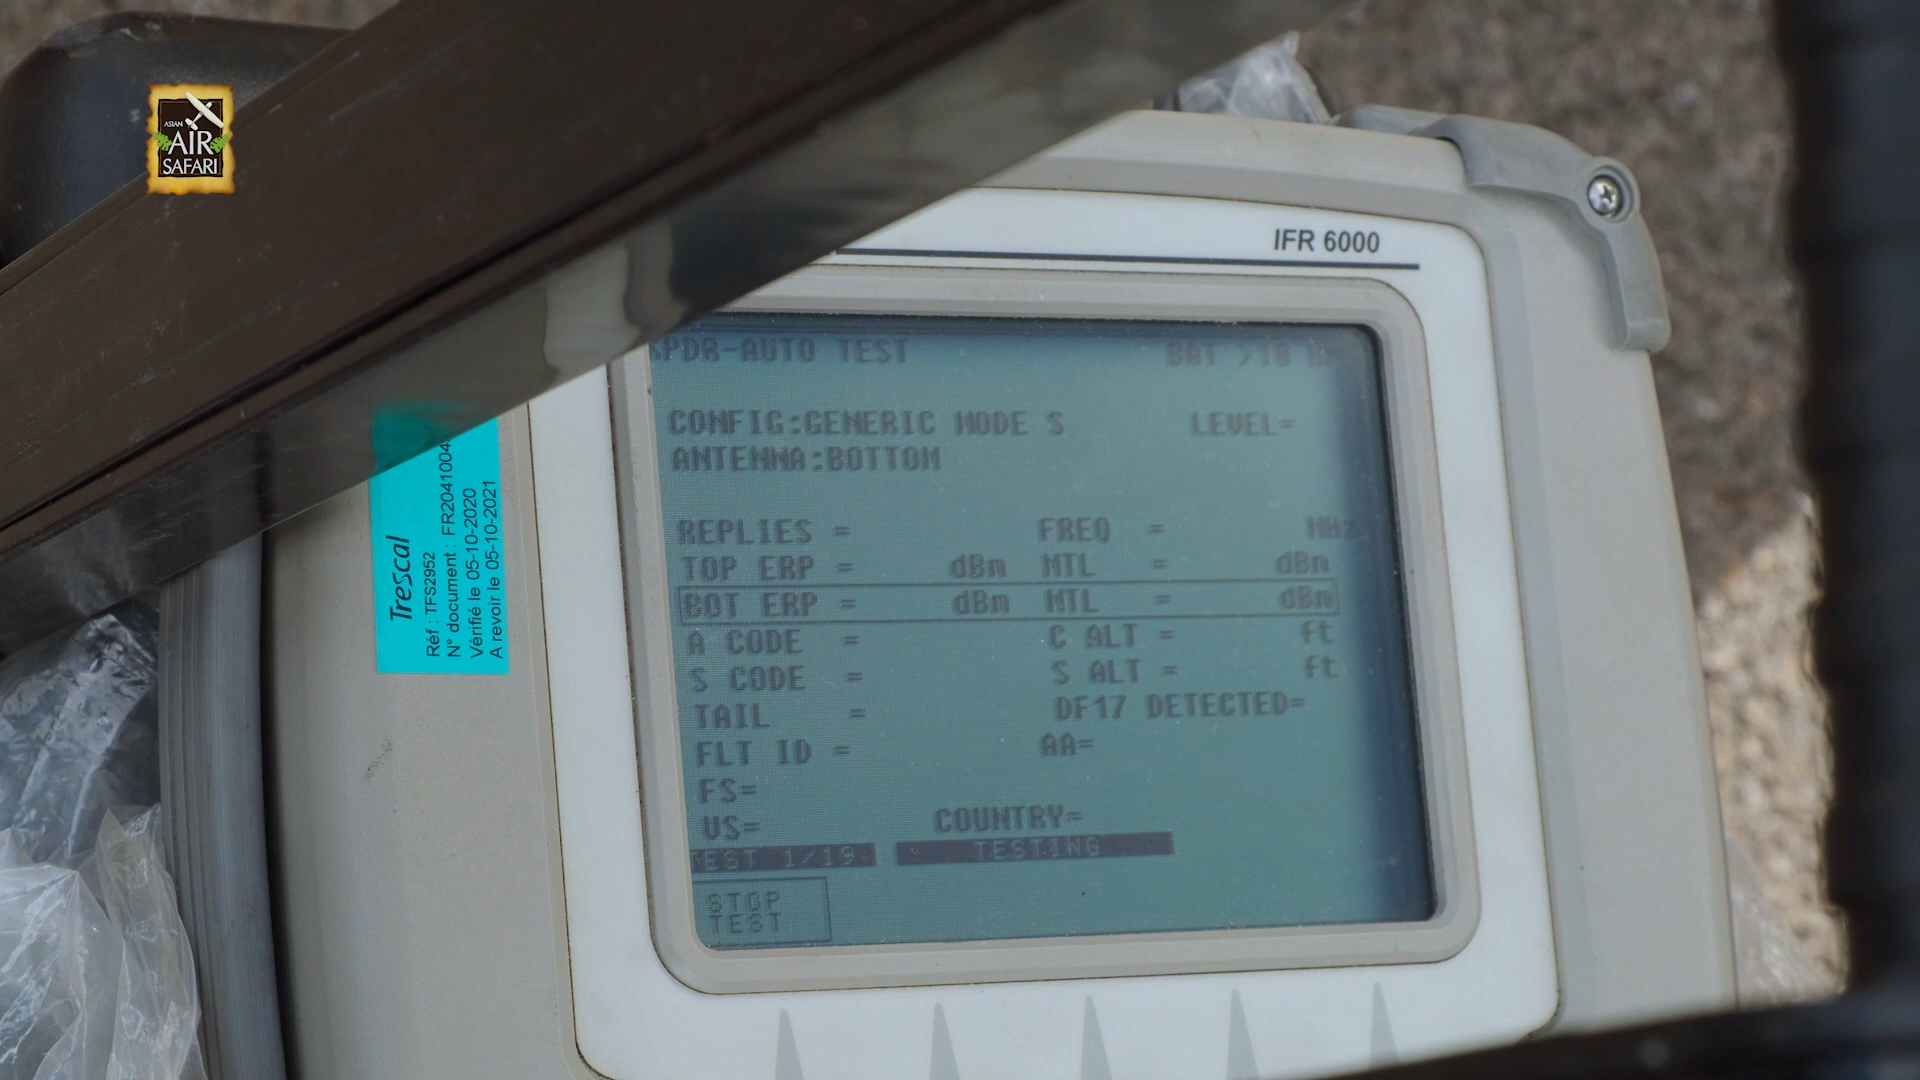 ASIAN
AIR
SAFARI
IFR 6000
XPDR-AUTO TEST
CONFIG:GENERIC MODE S LEVEL=
ANTENNA:BOTTOM
REPLIES = FREQ = MHz
TOP ERP = dBm MTL = dBm
BOT ERP = dBm MTL = dBm
A CODE = C ALT = ft
S CODE = S ALT = ft
TAIL = DF17 DETECTED=
FLT ID = AA=
FS=
VS= COUNTRY=
TEST 1/19 TESTING
STOP
TEST
Trescal
Réf : TFS2952
N° document : FR2041004
Vérifié le 05-10-2020
A revoir le 05-10-2021